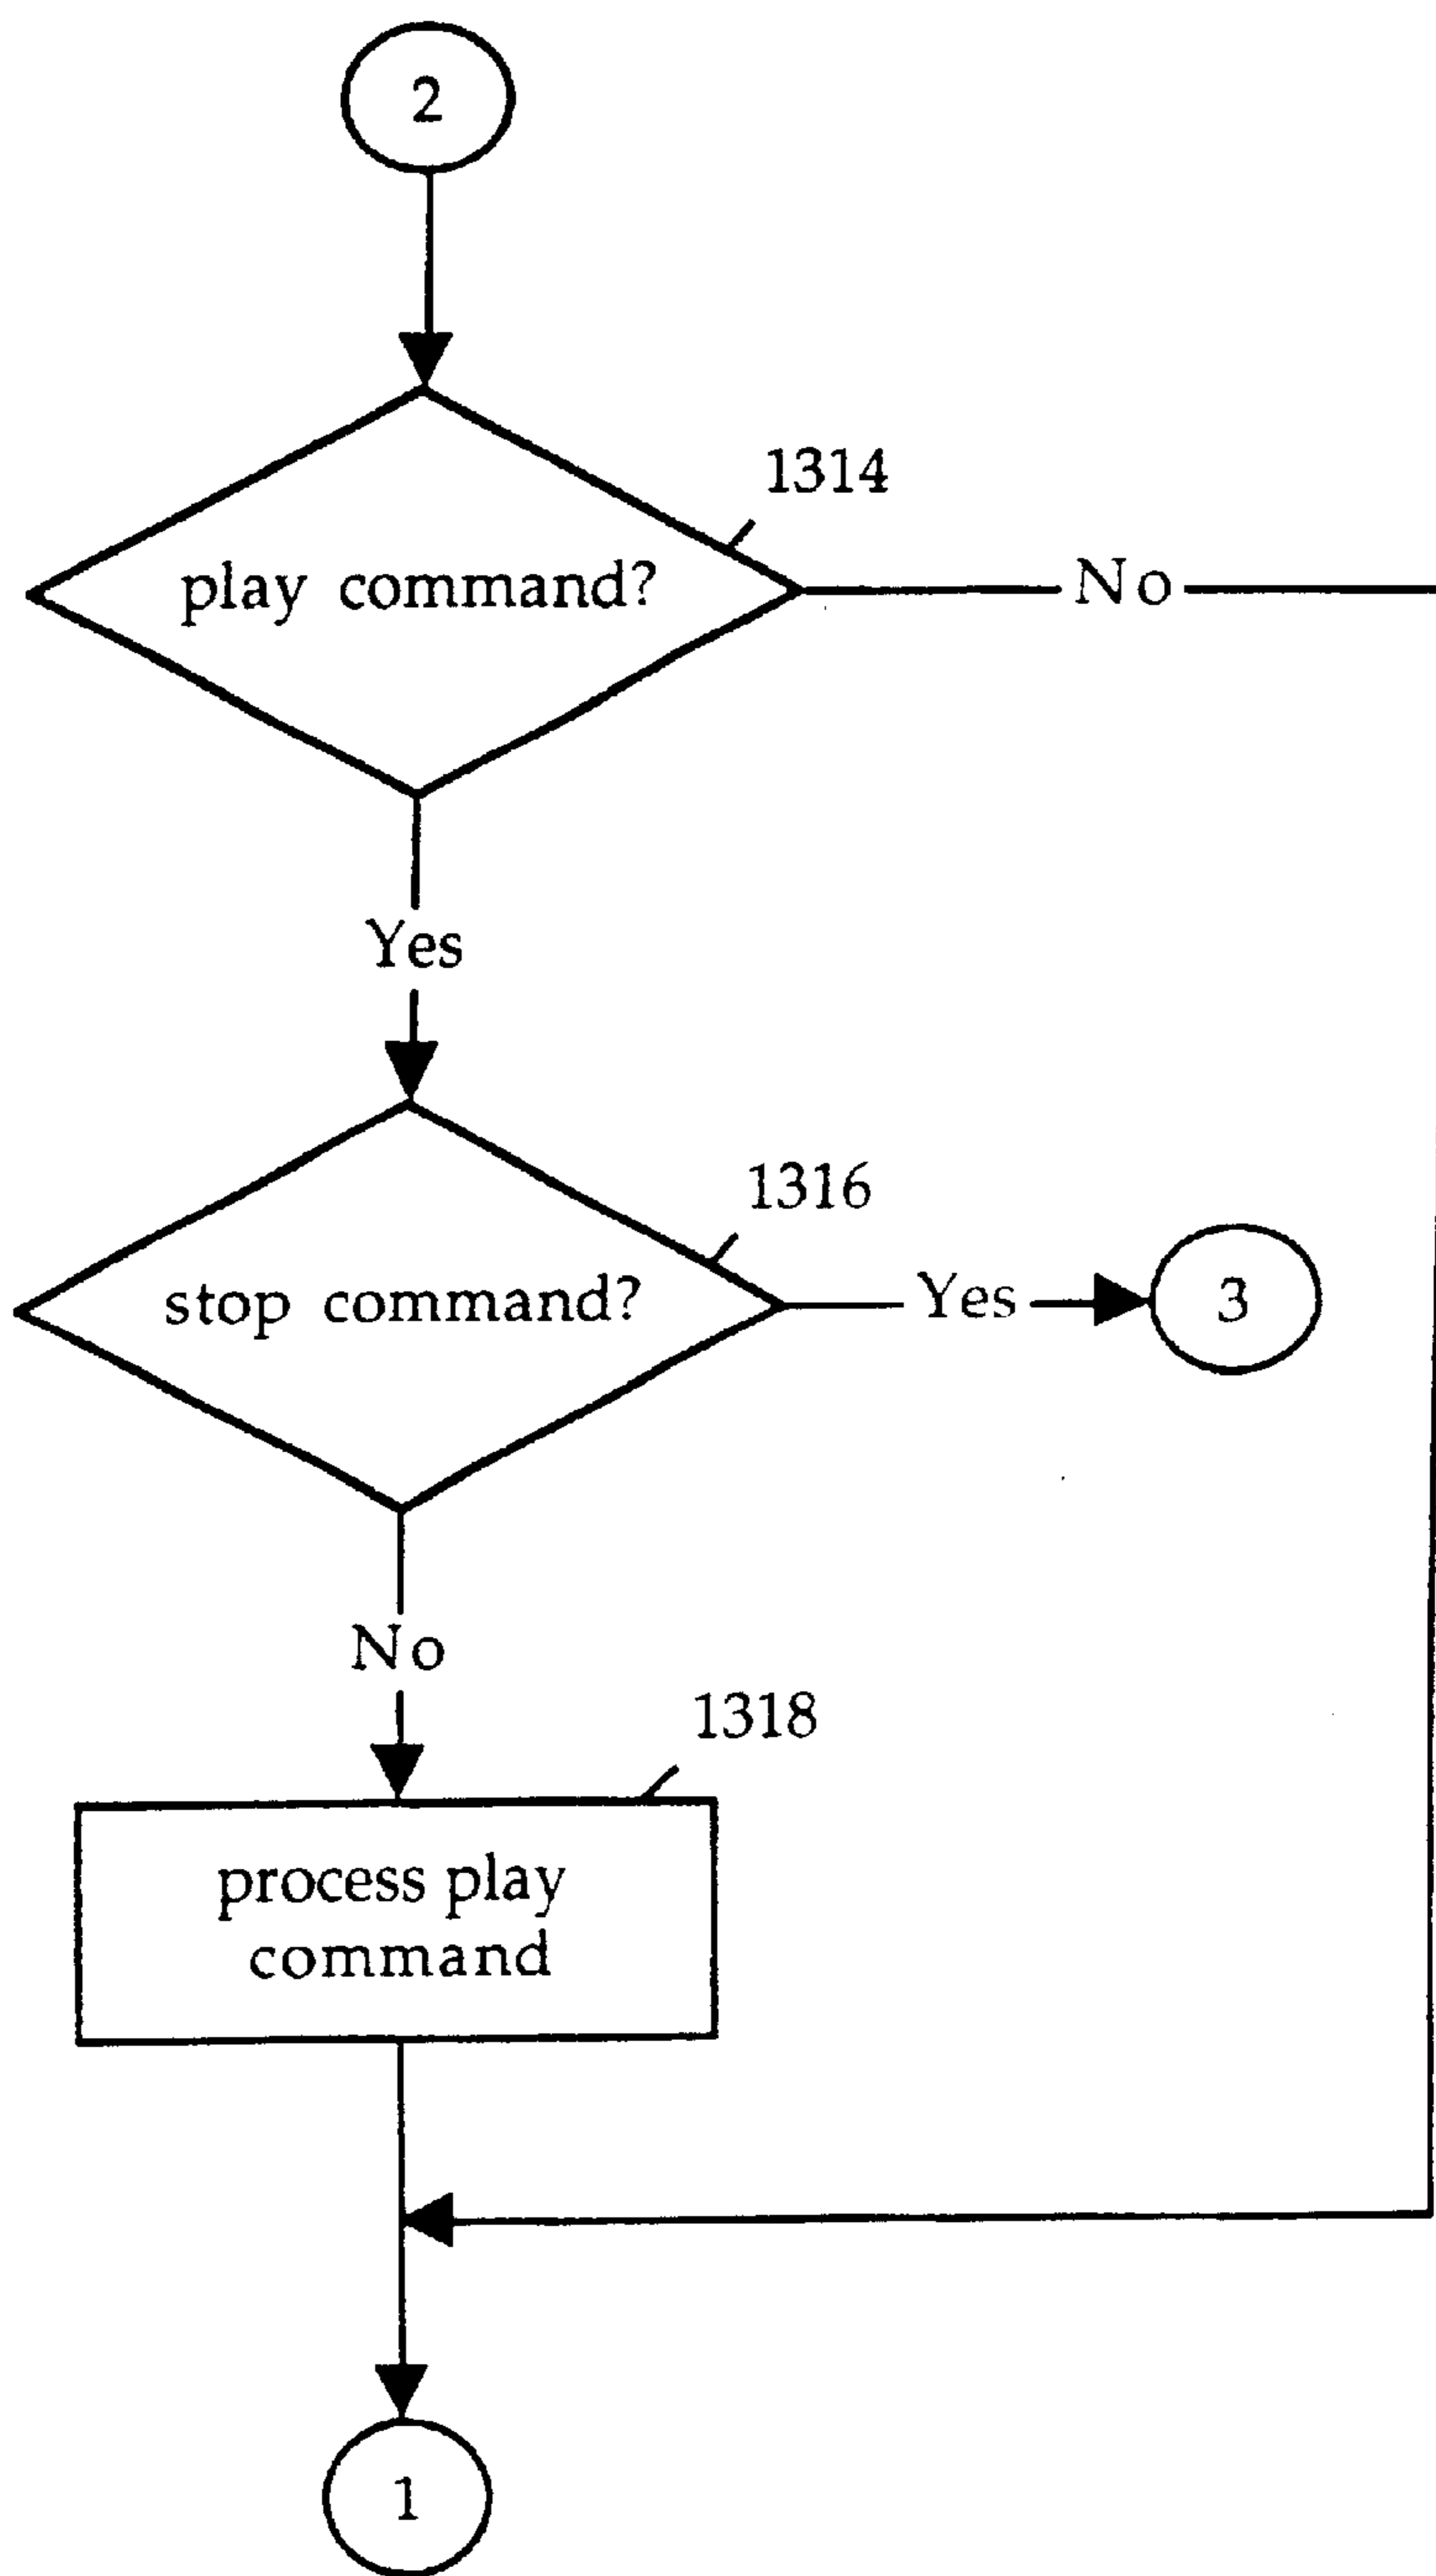 2
1314
play command?
No
Yes
1316
stop command?
Yes
3
No
1318
process play
command
1